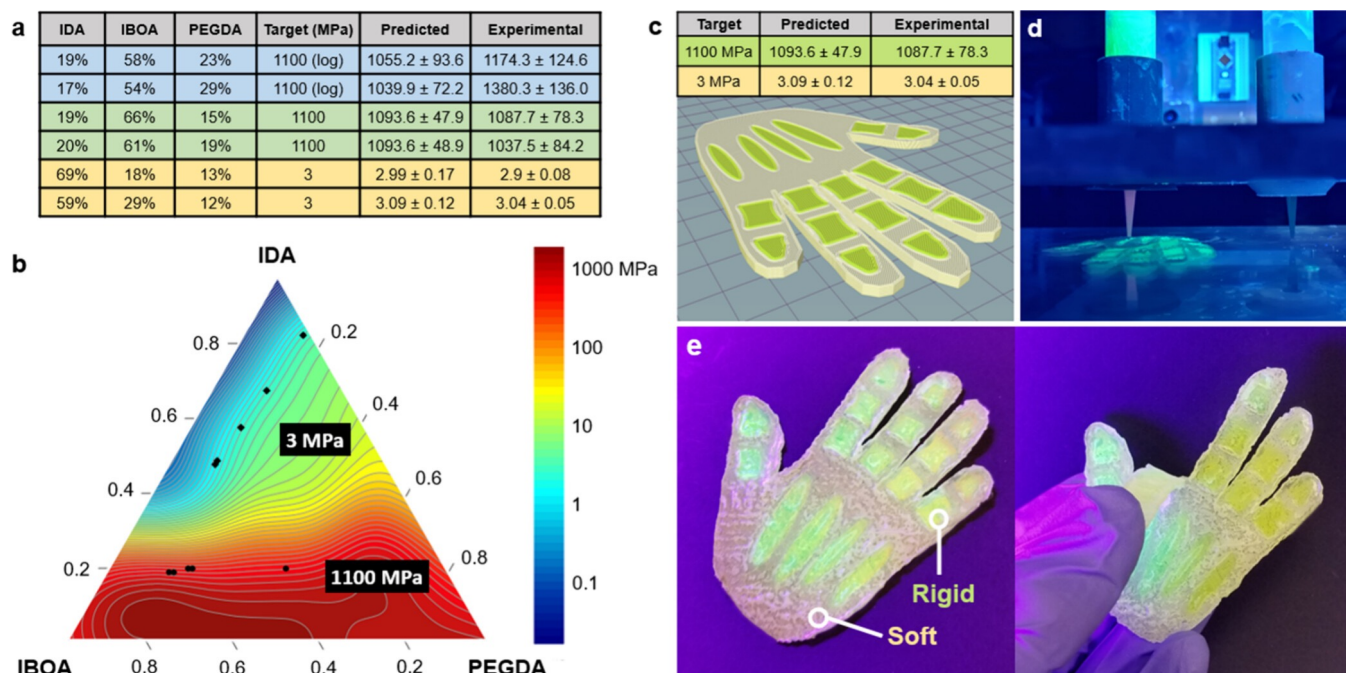 a
IDA IBOA PEGDA Target (MPa) Predicted Experimental
19% 58% 23% 1100 (log) 1055.2 ± 93.6 1174.3 ± 124.6
17% 54% 29% 1100 (log) 1039.9 ± 72.2 1380.3 ± 136.0
19% 66% 15% 1100 1093.6 ± 47.9 1087.7 ± 78.3
20% 61% 19% 1100 1093.6 ± 48.9 1037.5 ± 84.2
69% 18% 13% 3 2.99 ± 0.17 2.9 ± 0.08
59% 29% 12% 3 3.09 ± 0.12 3.04 ± 0.05
b
IDA
0.8
0.6
0.4
0.2
0.2
0.4
0.6
0.8
3 MPa
1100 MPa
IBOA 0.8 0.6 0.4 0.2 PEGDA
1000 MPa
100
10
1
0.1
c
Target Predicted Experimental
1100 MPa 1093.6 ± 47.9 1087.7 ± 78.3
3 MPa 3.09 ± 0.12 3.04 ± 0.05
d
e
Rigid
Soft